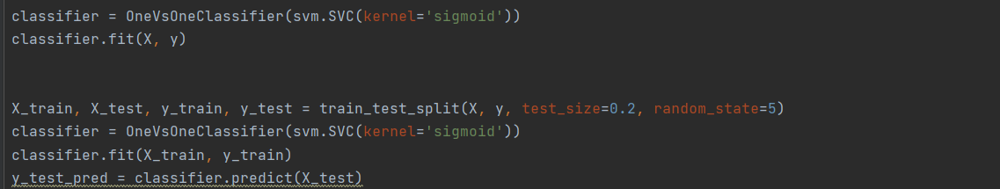 classifier = OneVsOneClassifier(svm.SVC(kernel='sigmoid'))
classifier.fit(X, y)
X_train, X_test, y_train, y_test = train_test_split(X, y, test_size=0.2, random_state=5)
classifier = OneVsOneClassifier(svm.SVC(kernel='sigmoid'))
classifier.fit(X_train, y_train)
y_test_pred = classifier.predict(X_test)